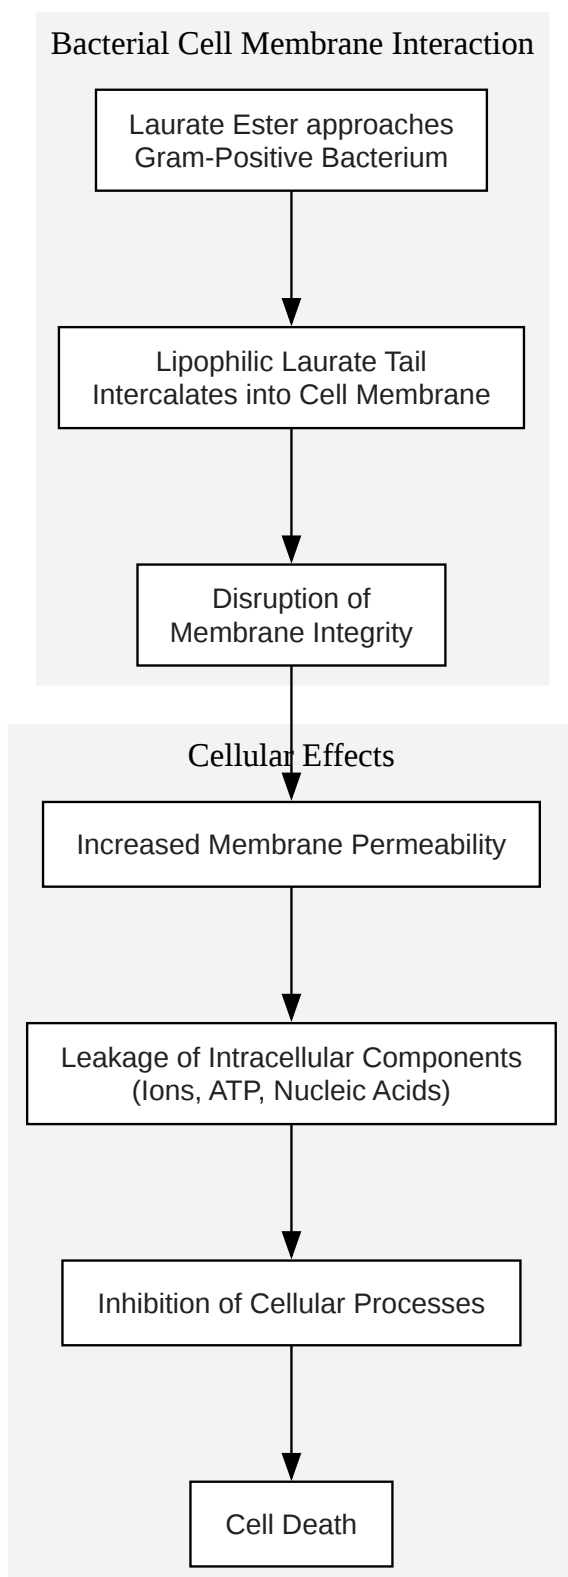 Bacterial Cell Membrane Interaction
Laurate Ester approaches
Gram-Positive Bacterium
Lipophilic Laurate Tail
Intercalates into Cell Membrane
Disruption of
Membrane Integrity
Cellular Effects
Increased Membrane Permeability
Leakage of Intracellular Components
(Ions, ATP, Nucleic Acids)
Inhibition of Cellular Processes
Cell Death